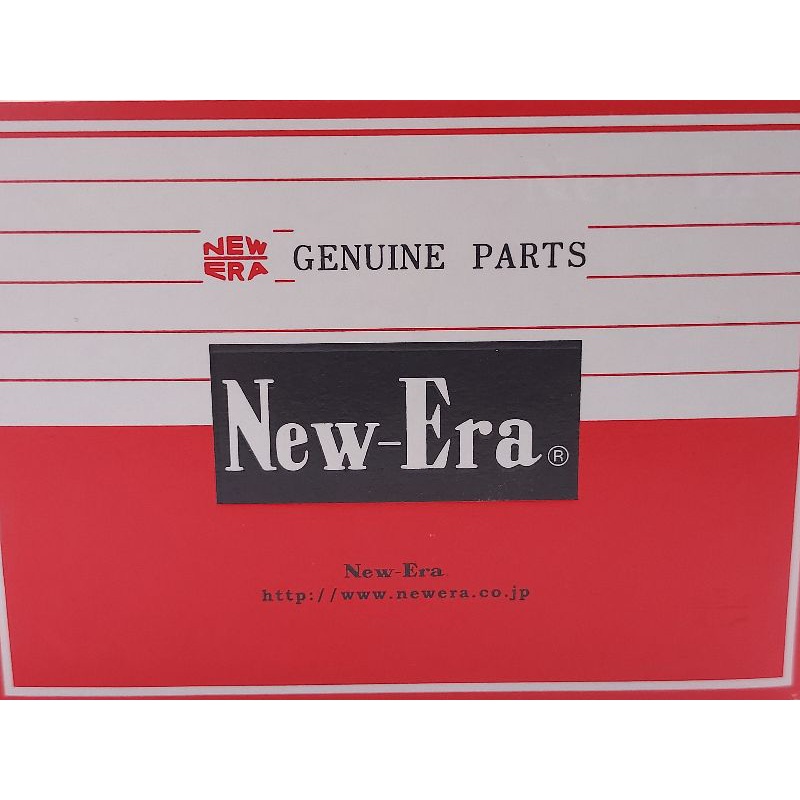 NEW
ERA
GENUINE PARTS
New-Era®
New-Era
http://www.newera.co.jp